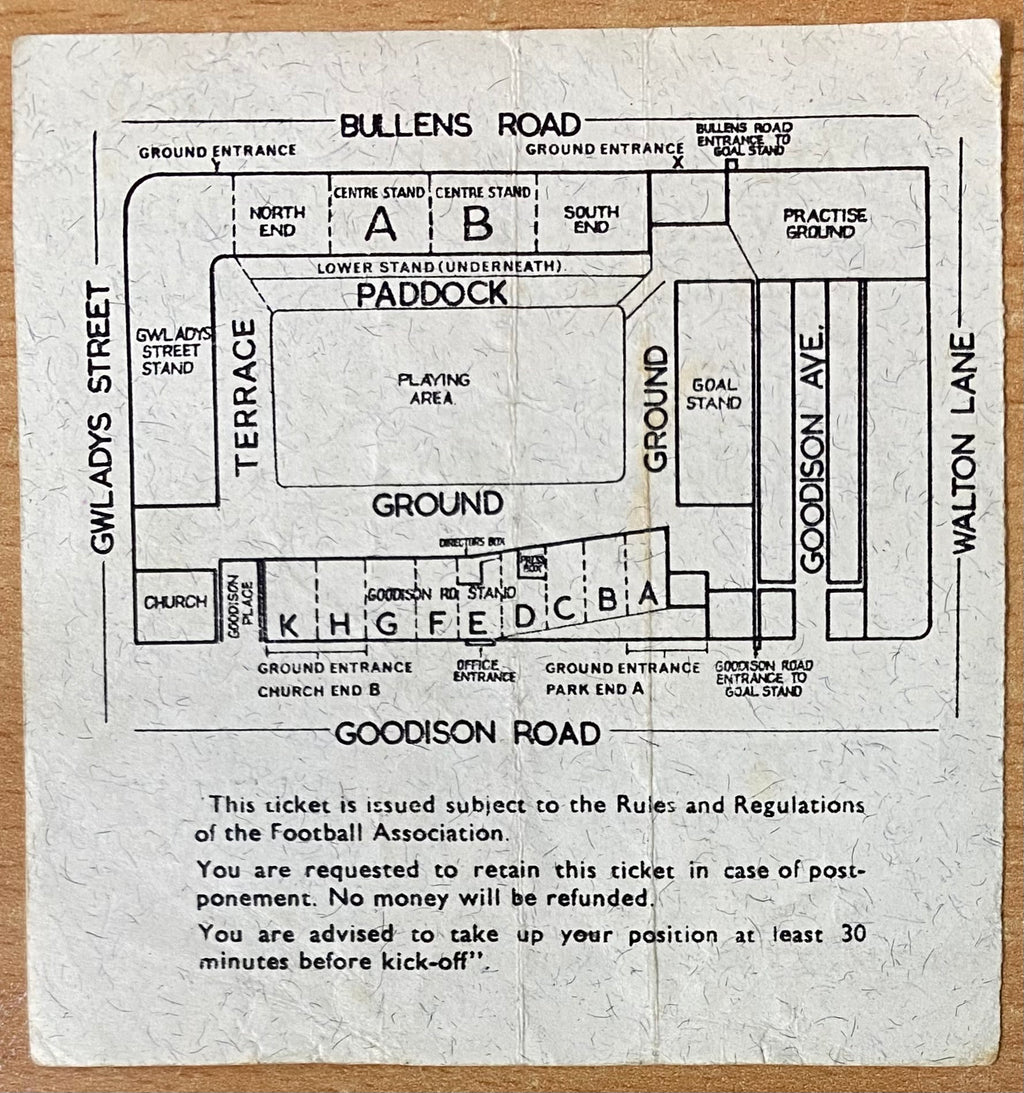 BULLENS ROAD
GROUND ENTRANCE
Y
GROUND ENTRANCE
X
BULLENS ROAD
ENTRANCE TO
GOAL STAND
NORTH
END
CENTRE STAND
A
CENTRE STAND
B
SOUTH
END
PRACTISE
GROUND
LOWER STAND (UNDERNEATH).
PADDOCK
GWLADYS STREET
GWLADYS
STREET
STAND
TERRACE
PLAYING
AREA
GROUND
GOAL
STAND
GOODISON AVE.
WALTON LANE
GROUND
DIRECTORS BOX
PRESS
BOX
CHURCH
GOODISON
PLACE
GOODISON RD. STAND
K H G F E D C B A
GROUND ENTRANCE
CHURCH END B
OFFICE
ENTRANCE
GROUND ENTRANCE
PARK END A
GOODISON ROAD
ENTRANCE TO
GOAL STAND
GOODISON ROAD
This ticket is issued subject to the Rules and Regulations
of the Football Association.
You are requested to retain this ticket in case of post-
ponement. No money will be refunded.
You are advised to take up your position at least 30
minutes before kick-off".